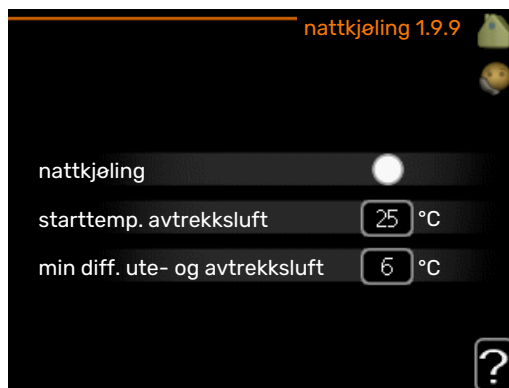 nattkjøling 1.9.9
nattkjøling
starttemp. avtrekksluft 25 °C
min diff. ute- og avtrekksluft 6 °C
?